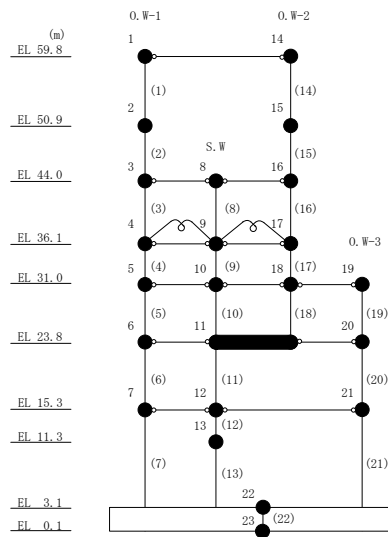 O.W-1 O.W-2
(m)
EL 59.8 1 14
(1) (14)
EL 50.9 2 15
(2) S.W (15)
EL 44.0 3 8 16
(3) (8) (16)
EL 36.1 4 9 17 O.W-3
(4) (9) (17)
EL 31.0 5 10 18 19
(5) (10) (18) (19)
EL 23.8 6 11 20
(6) (11) (20)
EL 15.3 7 12 21
(12)
EL 11.3 13
(7) (13) (21)
EL 3.1 22
(22)
EL 0.1 23